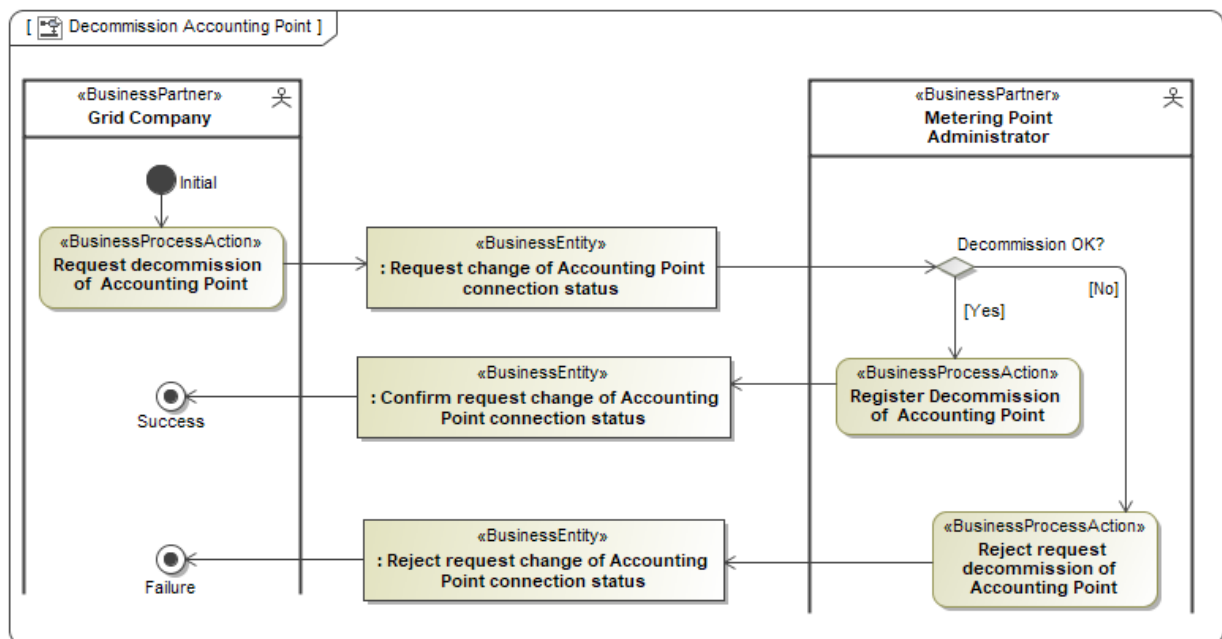 [ Decommission Accounting Point ]
«BusinessPartner»
Grid Company
«BusinessPartner»
Metering Point
Administrator
Initial
«BusinessProcessAction»
Request decommission
of Accounting Point
«BusinessEntity»
: Request change of Accounting Point
connection status
Decommission OK?
[No]
[Yes]
«BusinessProcessAction»
Register Decommission
of Accounting Point
«BusinessEntity»
: Confirm request change of Accounting
Point connection status
Success
«BusinessProcessAction»
Reject request
decommission of
Accounting Point
«BusinessEntity»
: Reject request change of Accounting
Point connection status
Failure